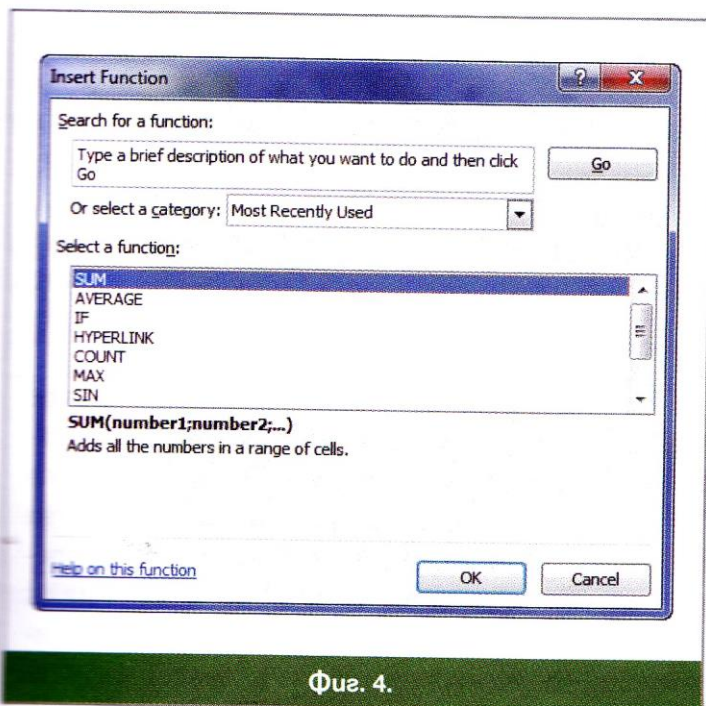 Insert Function
Search for a function:
Type a brief description of what you want to do and then click
Go
Go
Or select a category: Most Recently Used
Select a function:
SUM
AVERAGE
IF
HYPERLINK
COUNT
MAX
SIN
SUM(number1;number2;...)
Adds all the numbers in a range of cells.
Help on this function
OK
Cancel
Фиг. 4.